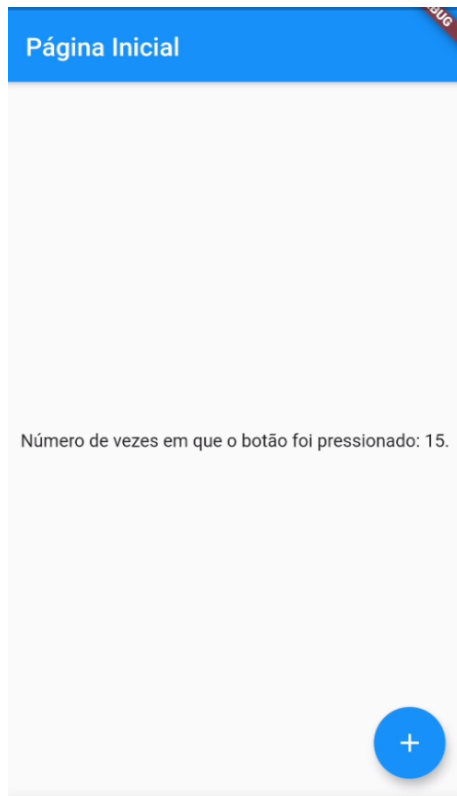 Página Inicial
Número de vezes em que o botão foi pressionado: 15.
+